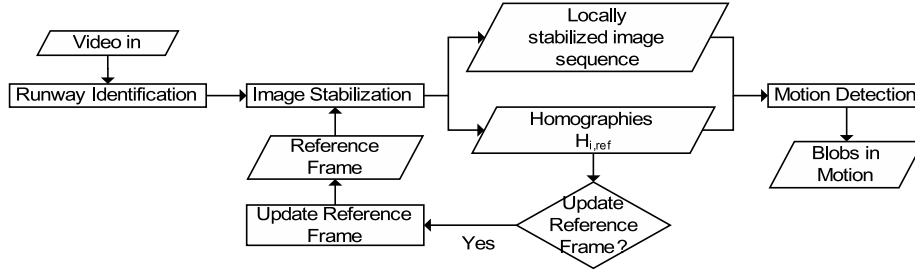 Video in
Runway Identification
Image Stabilization
Locally
stabilized image
sequence
Homographies
H i,ref
Motion Detection
Blobs in
Motion
Reference
Frame
Update Reference
Frame
Yes
Update
Reference
Frame?